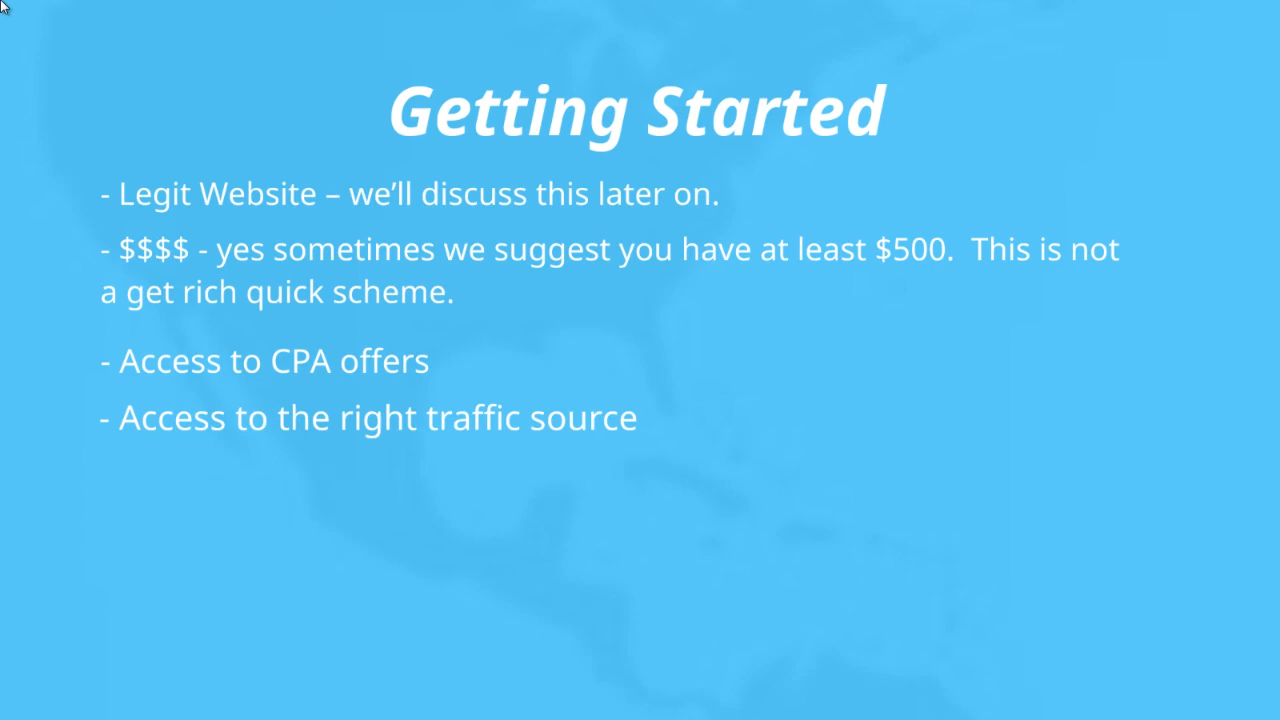 Getting Started
- Legit Website – we’ll discuss this later on.
- $$$$ - yes sometimes we suggest you have at least $500.  This is not
a get rich quick scheme.
- Access to CPA offers
- Access to the right traffic source